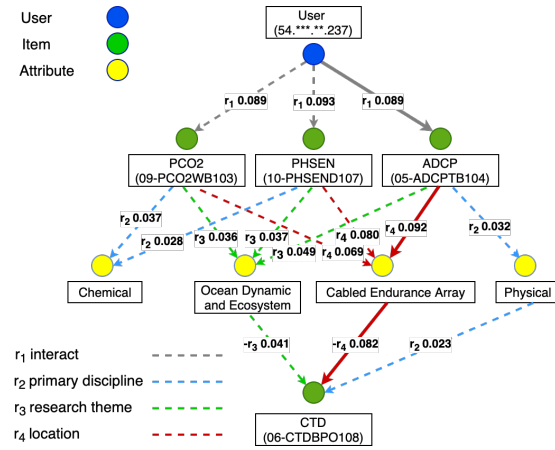 User
Item
Attribute
User
(54.***.**.237)
r1 0.089
r1 0.093
r1 0.089
PCO2
(09-PCO2WB103)
PHSEN
(10-PHSEND107)
ADCP
(05-ADCPTB104)
r2 0.037
r2 0.028
r3 0.036
r3 0.037
r3 0.049
r4 0.080
r4 0.069
r4 0.092
r2 0.032
Chemical
Ocean Dynamic
and Ecosystem
Cabled Endurance Array
Physical
-r3 0.041
-r4 0.082
r2 0.023
r1 interact
r2 primary discipline
r3 research theme
r4 location
CTD
(06-CTDBPO108)